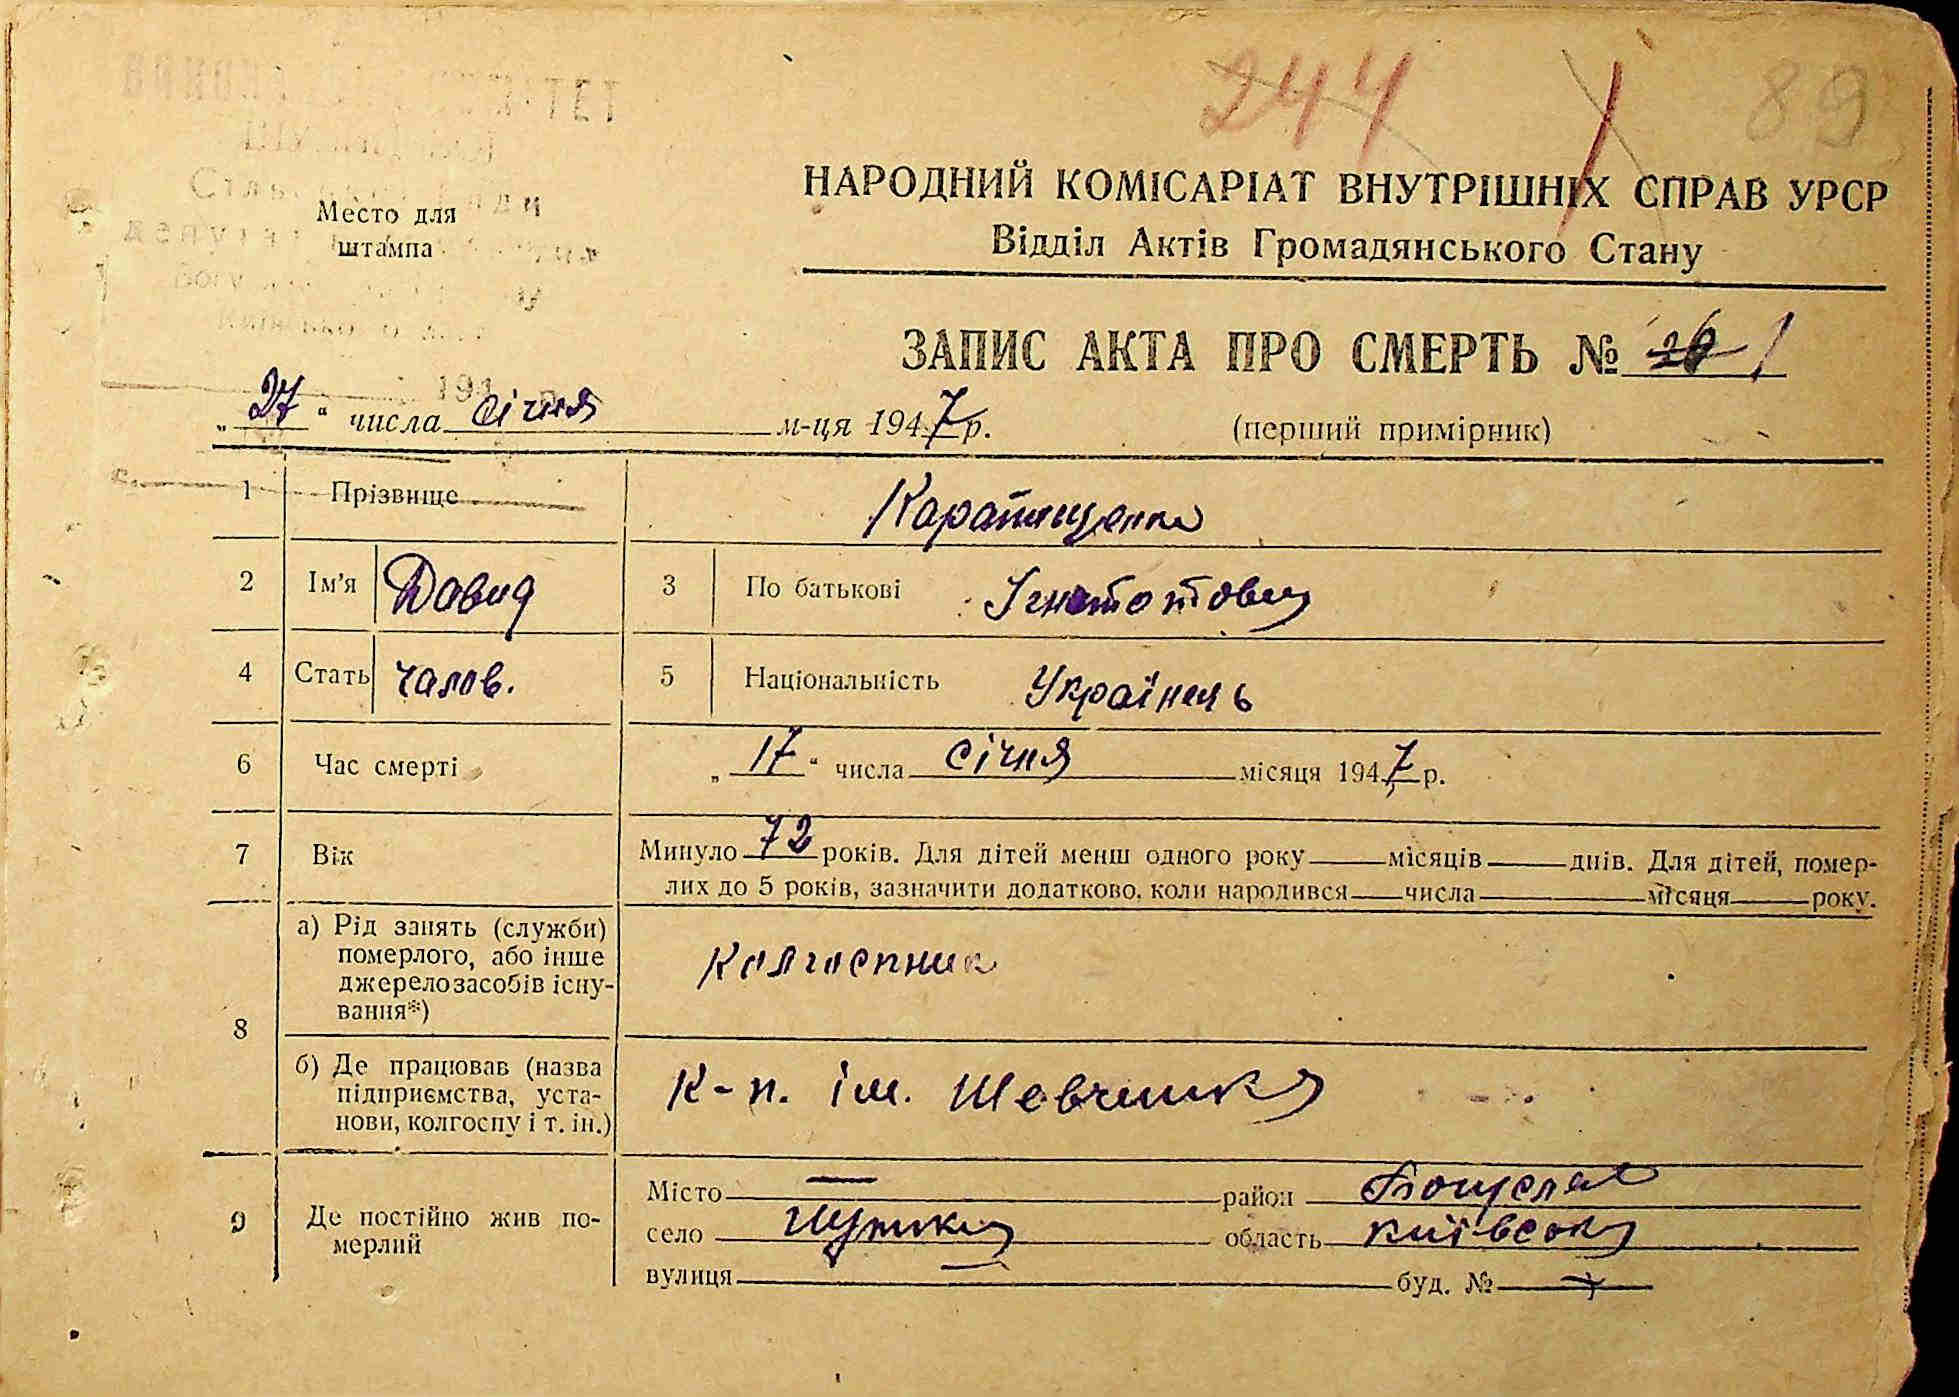 244 89
НАРОДНИЙ КОМІСАРІАТ ВНУТРІШНІХ СПРАВ УРСР
Место для
штампа
Відділ Актів Громадянського Стану
ЗАПИС АКТА ПРО СМЕРТЬ № 26 1
„27“ числа січня м-ця 1947 р. (перший примірник)
1 Прізвище Каратищенко
2 Ім'я Давид 3 По батькові
4 Стать чалов. 5 Національність Українець
6 Час смерті „17“ числа січня місяця 1947 р.
7 Вік Минуло 72 років. Для дітей менш одного року місяців днів. Для дітей, помер-
лих до 5 років, зазначити додатково, коли народився числа місяця року.
8 а) Рід занять (служби)
померлого, або інше
джерело засобів існу-
вання*)
Колгоспник
б) Де працював (назва
підприємства, уста-
нови, колгоспу і т. ін.)
К-п. ім. Шевченка
9 Де постійно жив по-
мерлий
Місто — район Богуслав
село область Київська
вулиця — буд. № —